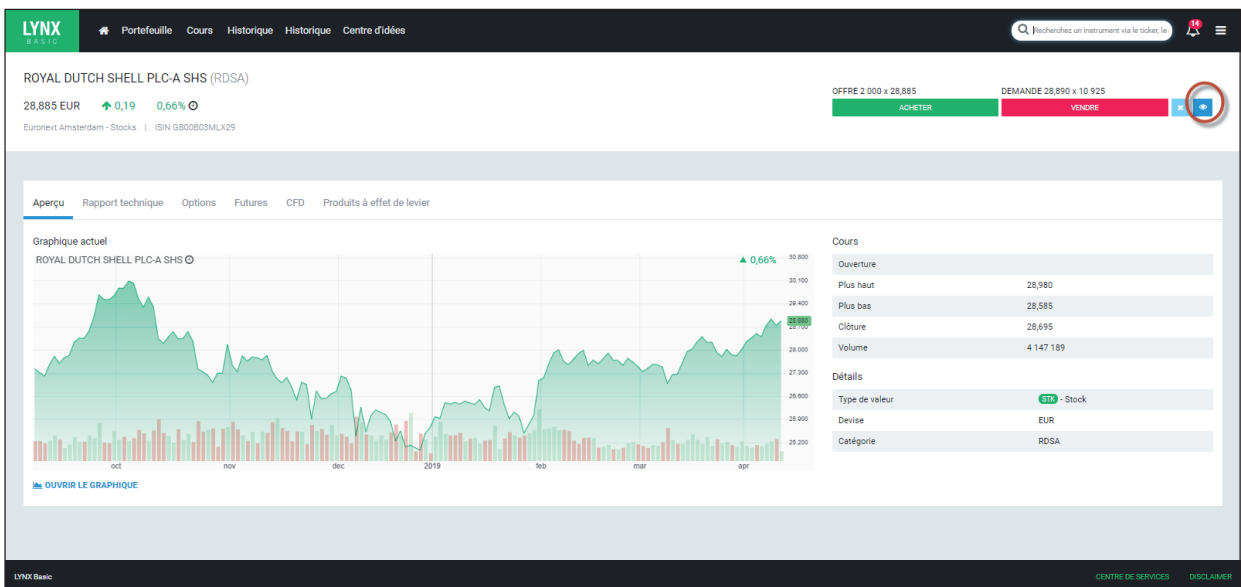 LYNX
BASIC
Portefeuille Cours Historique Historique Centre d'idées
Recherchez un instrument via le ticker, le
14
ROYAL DUTCH SHELL PLC-A SHS (RDSA)
28,885 EUR 0,19 0,66%
Euronext Amsterdam - Stocks | ISIN GB00B03MLX29
OFFRE 2 000 x 28,885
DEMANDE 28,890 x 10 925
ACHETER
VENDRE
Aperçu Rapport technique Options Futures CFD Produits à effet de levier
Graphique actuel
ROYAL DUTCH SHELL PLC-A SHS
0,66%
30.800
30.100
29.400
28.880
28.700
28.000
27.300
26.600
25.900
25.200
oct nov dec 2019 feb mar apr
OUVRIR LE GRAPHIQUE
Cours
Ouverture
Plus haut 28,980
Plus bas 28,585
Clôture 28,695
Volume 4 147 189
Détails
Type de valeur STK - Stock
Devise EUR
Catégorie RDSA
LYNX Basic
CENTRE DE SERVICES DISCLAIMER